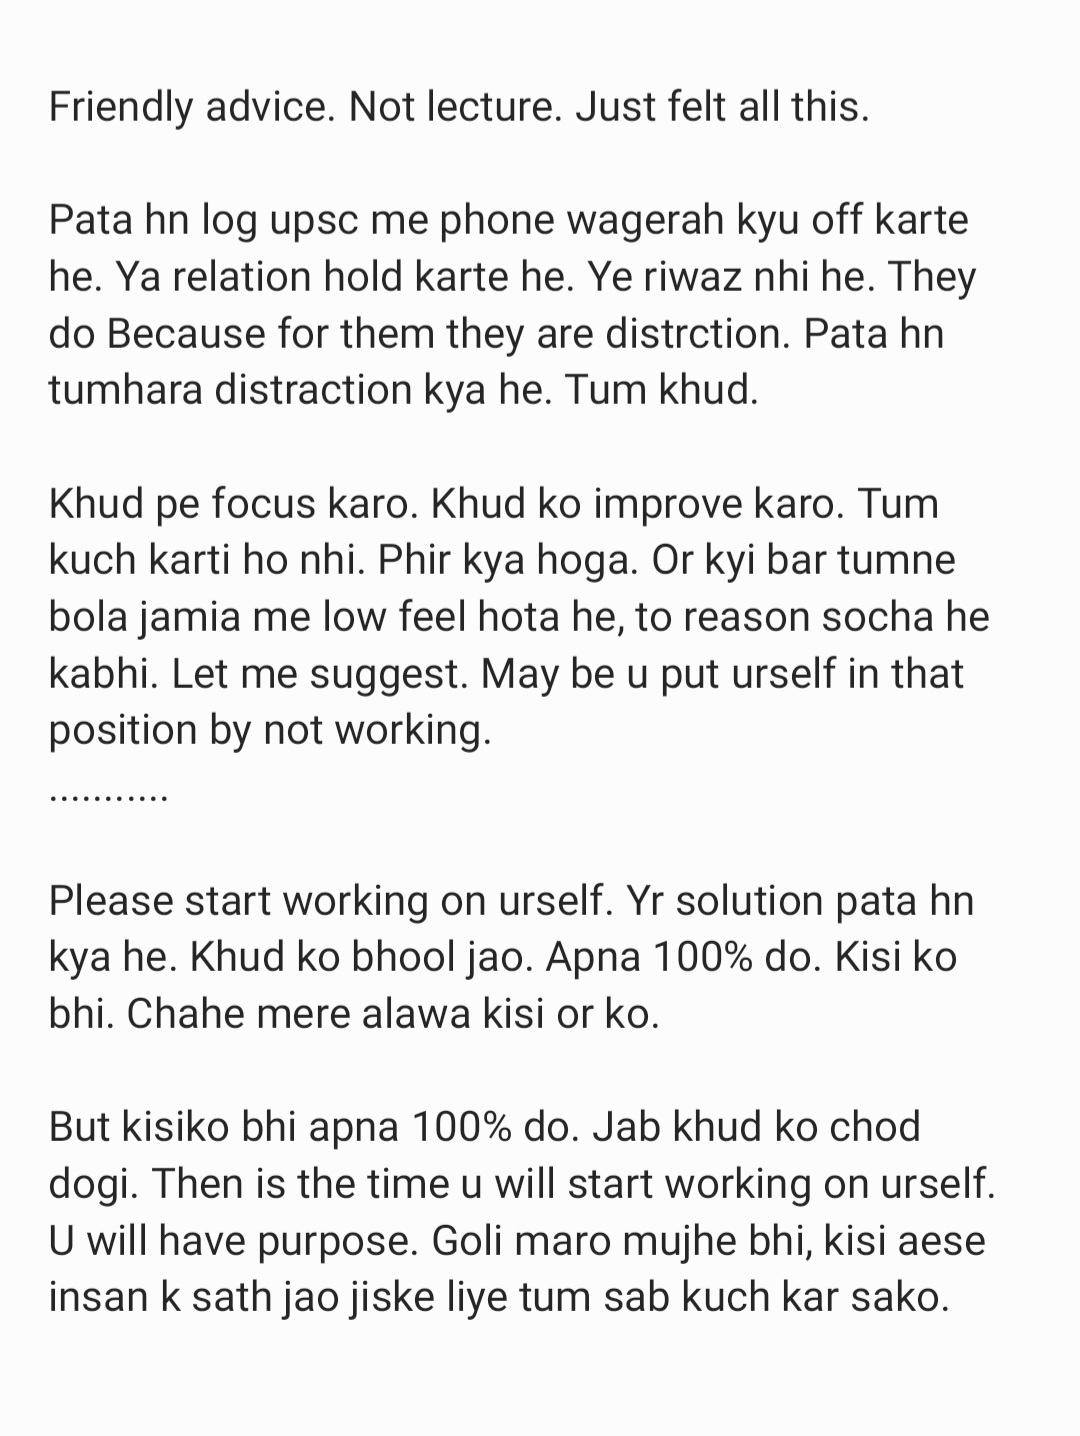 Friendly advice. Not lecture. Just felt all this.
Pata hn log upsc me phone wagerah kyu off karte
he. Ya relation hold karte he. Ye riwaz nhi he. They
do Because for them they are distrction. Pata hn
tumhara distraction kya he. Tum khud.
Khud pe focus karo. Khud ko improve karo. Tum
kuch karti ho nhi. Phir kya hoga. Or kyi bar tumne
bola jamia me low feel hota he, to reason socha he
kabhi. Let me suggest. May be u put urself in that
position by not working.
...........
Please start working on urself. Yr solution pata hn
kya he. Khud ko bhool jao. Apna 100% do. Kisi ko
bhi. Chahe mere alawa kisi or ko.
But kisiko bhi apna 100% do. Jab khud ko chod
dogi. Then is the time u will start working on urself.
U will have purpose. Goli maro mujhe bhi, kisi aese
insan k sath jao jiske liye tum sab kuch kar sako.